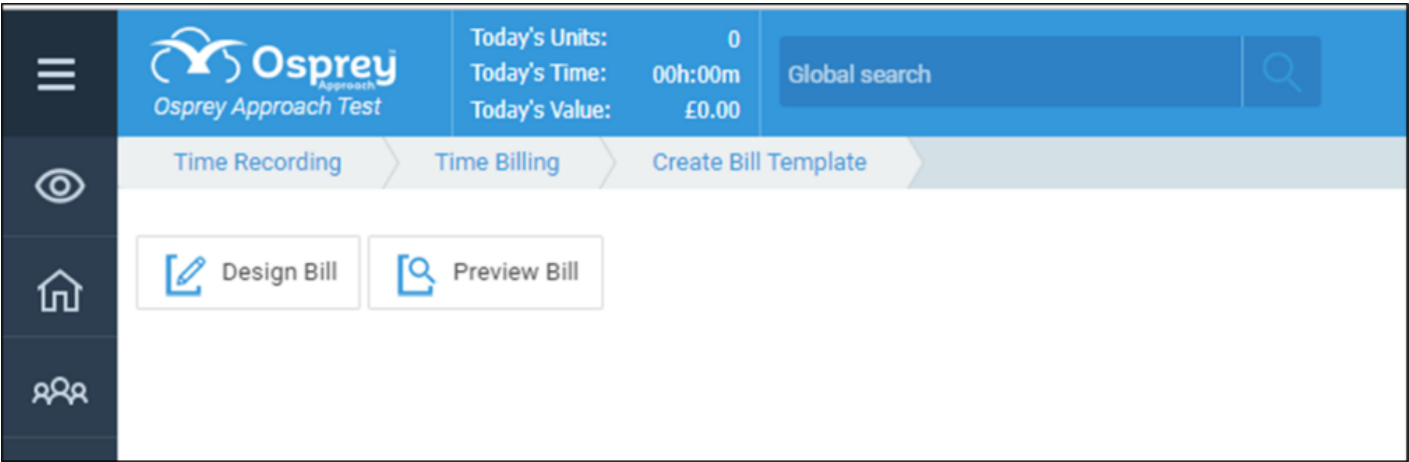 Osprey
Approach
Osprey Approach Test
Today's Units: 0
Today's Time: 00h:00m
Today's Value: £0.00
Global search
Time Recording Time Billing Create Bill Template
Design Bill Preview Bill